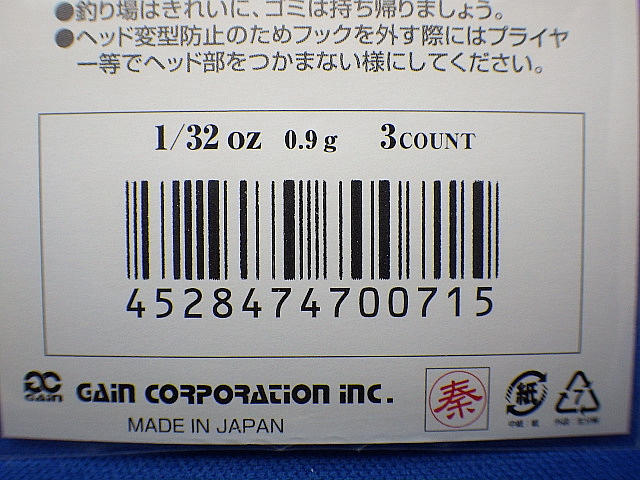 ●釣り場はきれいに、ゴミは持ち帰りましょう。
●ヘッド変型防止のためフックを外す際にはプライヤ
ー等でヘッド部をつかまない様にしてください。
1/32 oz 0.9 g 3 COUNT
4528474700715
GAIN GAIN CORPORATION INC. 秦 紙 7
MADE IN JAPAN